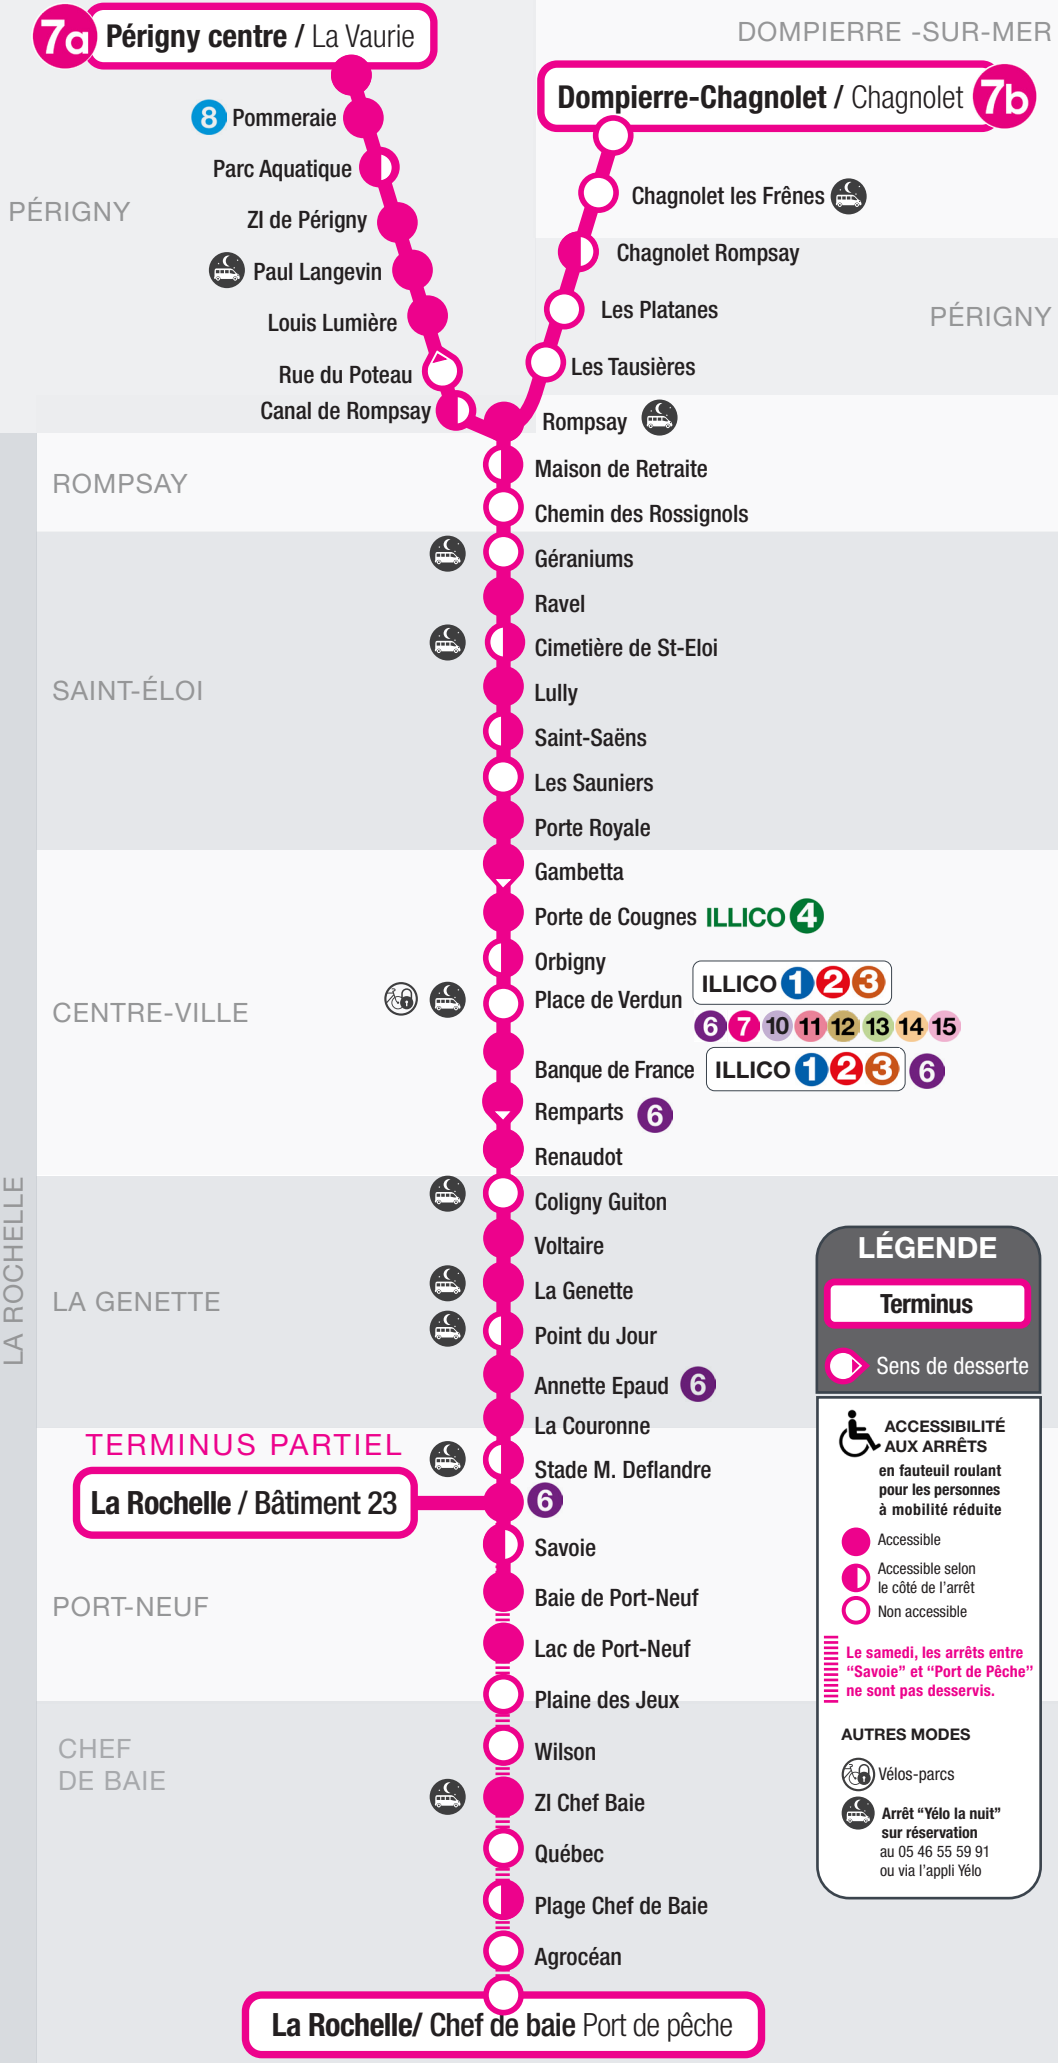 7a Périgny centre / La Vaurie
DOMPIERRE -SUR-MER
Dompierre-Chagnolet / Chagnolet 7b
8 Pommeraie
Parc Aquatique
PÉRIGNY
ZI de Périgny
Paul Langevin
Louis Lumière
Rue du Poteau
Canal de Rompsay
Chagnolet les Frênes
Chagnolet Rompsay
Les Platanes
PÉRIGNY
Les Tausières
Rompsay
LA ROCHELLE
ROMPSAY
Maison de Retraite
Chemin des Rossignols
SAINT-ÉLOI
Géraniums
Ravel
Cimetière de St-Eloi
Lully
Saint-Saëns
Les Sauniers
Porte Royale
CENTRE-VILLE
Gambetta
Porte de Cougnes ILLICO 4
Orbigny
Place de Verdun ILLICO 1 2 3
6 7 10 11 12 13 14 15
Banque de France ILLICO 1 2 3 6
Remparts 6
Renaudot
LA GENETTE
Coligny Guiton
Voltaire
La Genette
Point du Jour
Annette Epaud 6
La Couronne
TERMINUS PARTIEL
Stade M. Deflandre
La Rochelle / Bâtiment 23 6
PORT-NEUF
Savoie
Baie de Port-Neuf
Lac de Port-Neuf
Plaine des Jeux
CHEF
DE BAIE
Wilson
ZI Chef Baie
Québec
Plage Chef de Baie
Agrocéan
La Rochelle/ Chef de baie Port de pêche
LÉGENDE
Terminus
Sens de desserte
ACCESSIBILITÉ
AUX ARRÊTS
en fauteuil roulant
pour les personnes
à mobilité réduite
Accessible
Accessible selon
le côté de l'arrêt
Non accessible
Le samedi, les arrêts entre
“Savoie” et “Port de Pêche”
ne sont pas desservis.
AUTRES MODES
Vélos-parcs
Arrêt “Yélo la nuit”
sur réservation
au 05 46 55 59 91
ou via l'appli Yélo